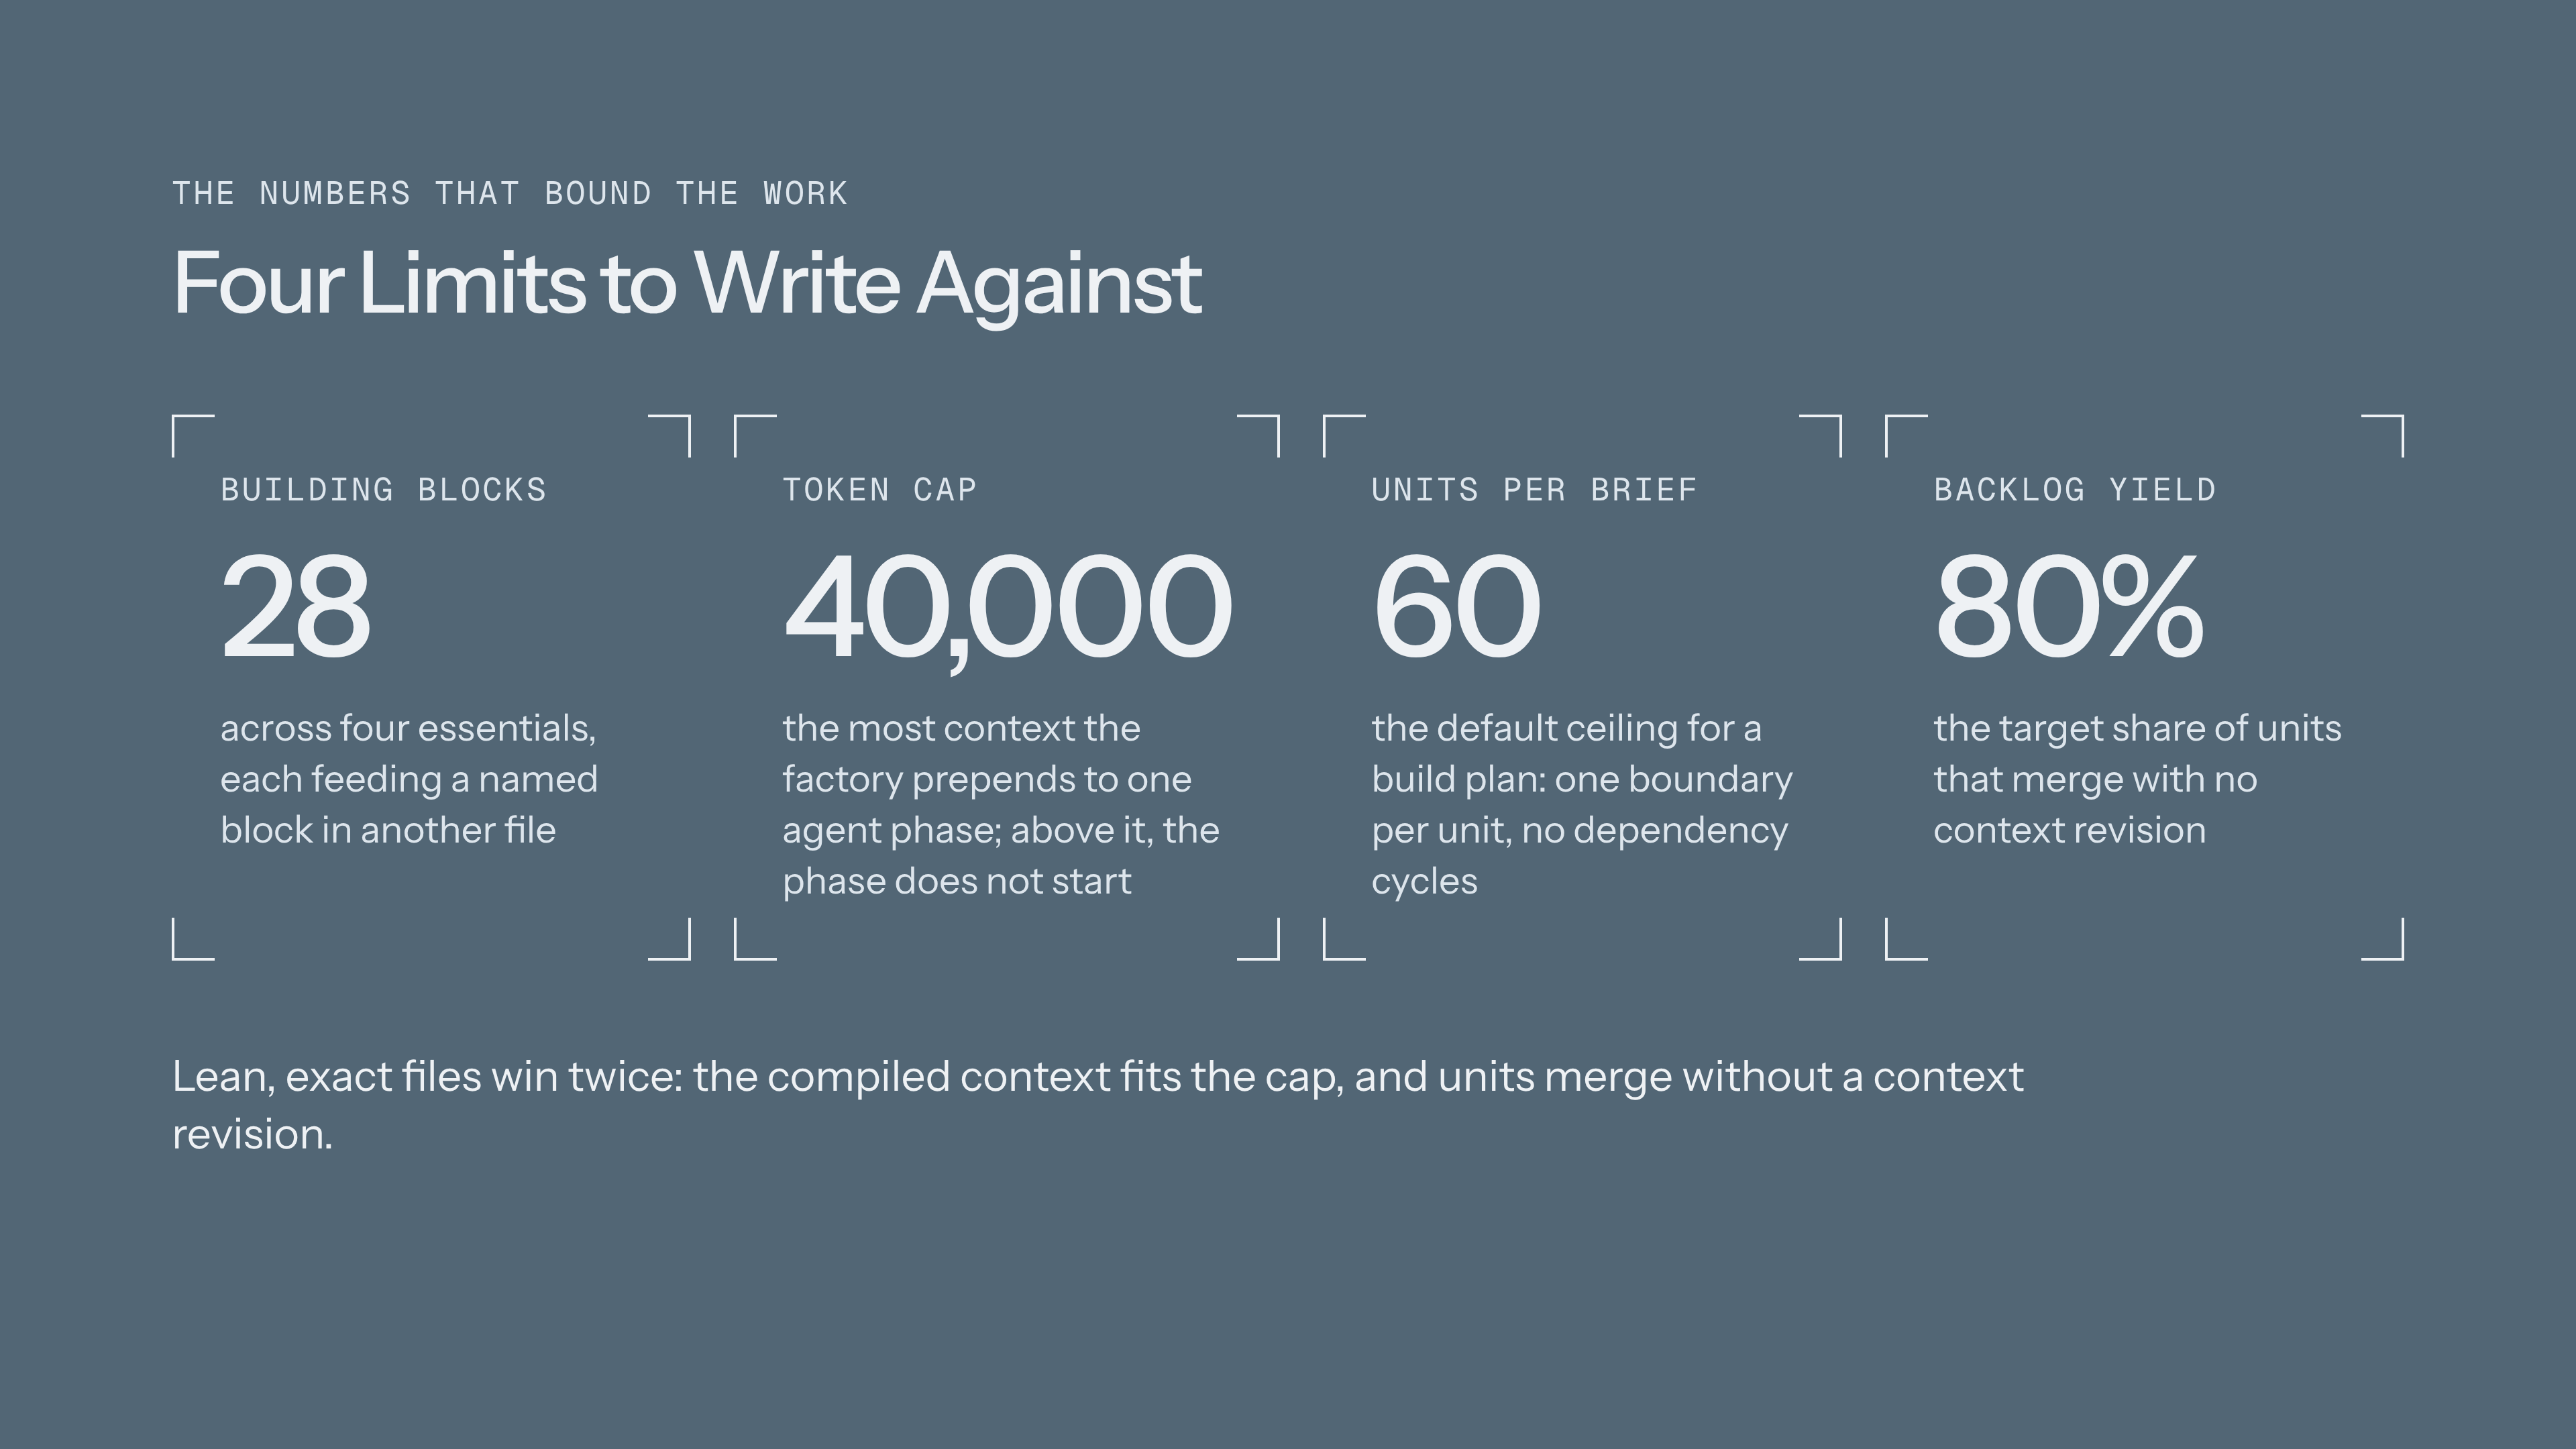 THE NUMBERS THAT BOUND THE WORK
Four Limits to Write Against
BUILDING BLOCKS
28
across four essentials,
each feeding a named
block in another file
TOKEN CAP
40,000
the most context the
factory prepends to one
agent phase; above it, the
phase does not start
UNITS PER BRIEF
60
the default ceiling for a
build plan: one boundary
per unit, no dependency
cycles
BACKLOG YIELD
80%
the target share of units
that merge with no
context revision
Lean, exact files win twice: the compiled context fits the cap, and units merge without a context
revision.